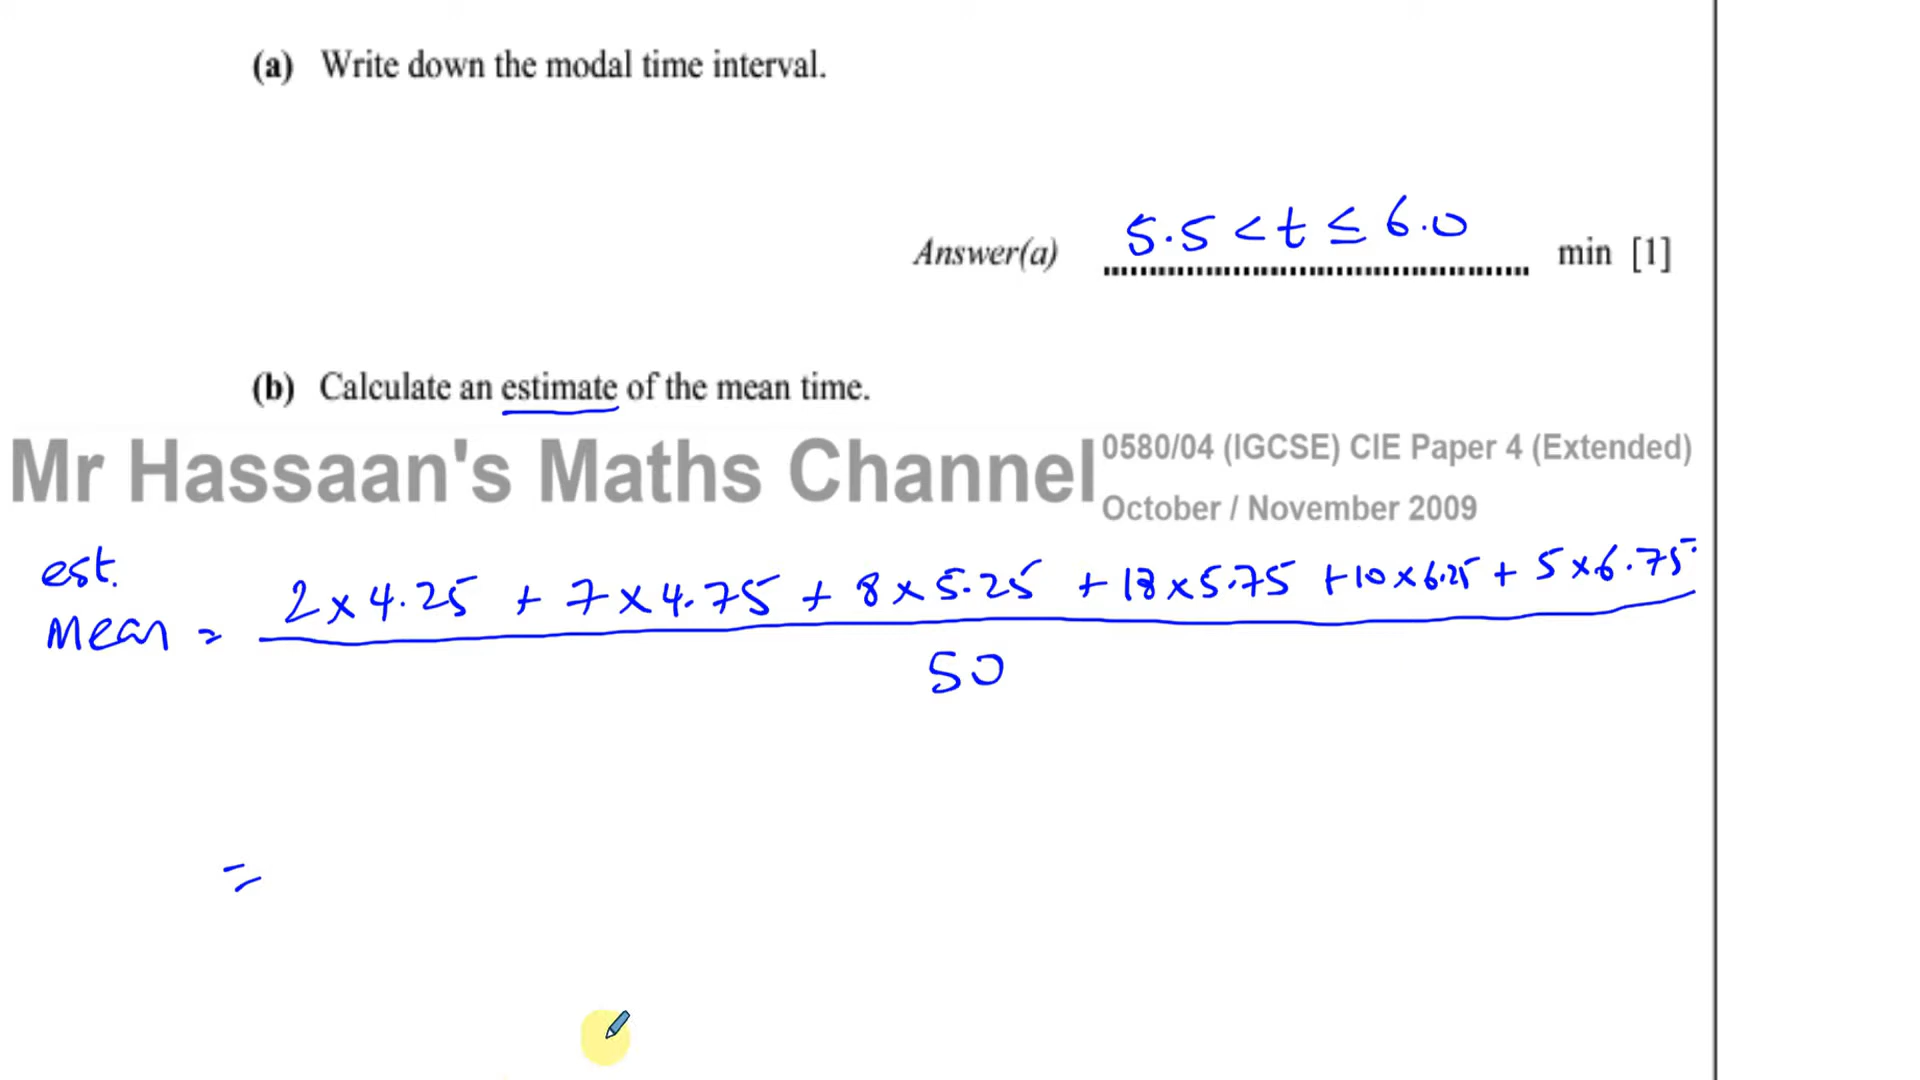 (a) Write down the modal time interval.
5.5 < t ≤ 6.0
Answer(a) ........................................ min [1]
(b) Calculate an estimate of the mean time.
Mr Hassaan's Maths Channel
0580/04 (IGCSE) CIE Paper 4 (Extended)
October / November 2009
est.
Mean = 2 × 4.25 + 7 × 4.75 + 8 × 5.25 + 18 × 5.75 + 10 × 6.25 + 5 × 6.75
50
=